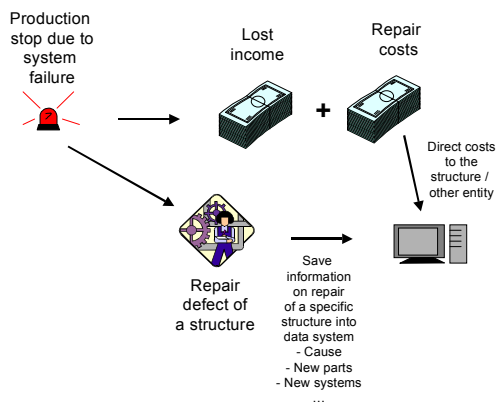 Production
stop due to
system
failure
Lost
income
+
Repair
costs
Direct costs
to the
structure /
other entity
Repair
defect of
a structure
Save
information
on repair
of a specific
structure into
data system
- Cause
- New parts
- New systems
...